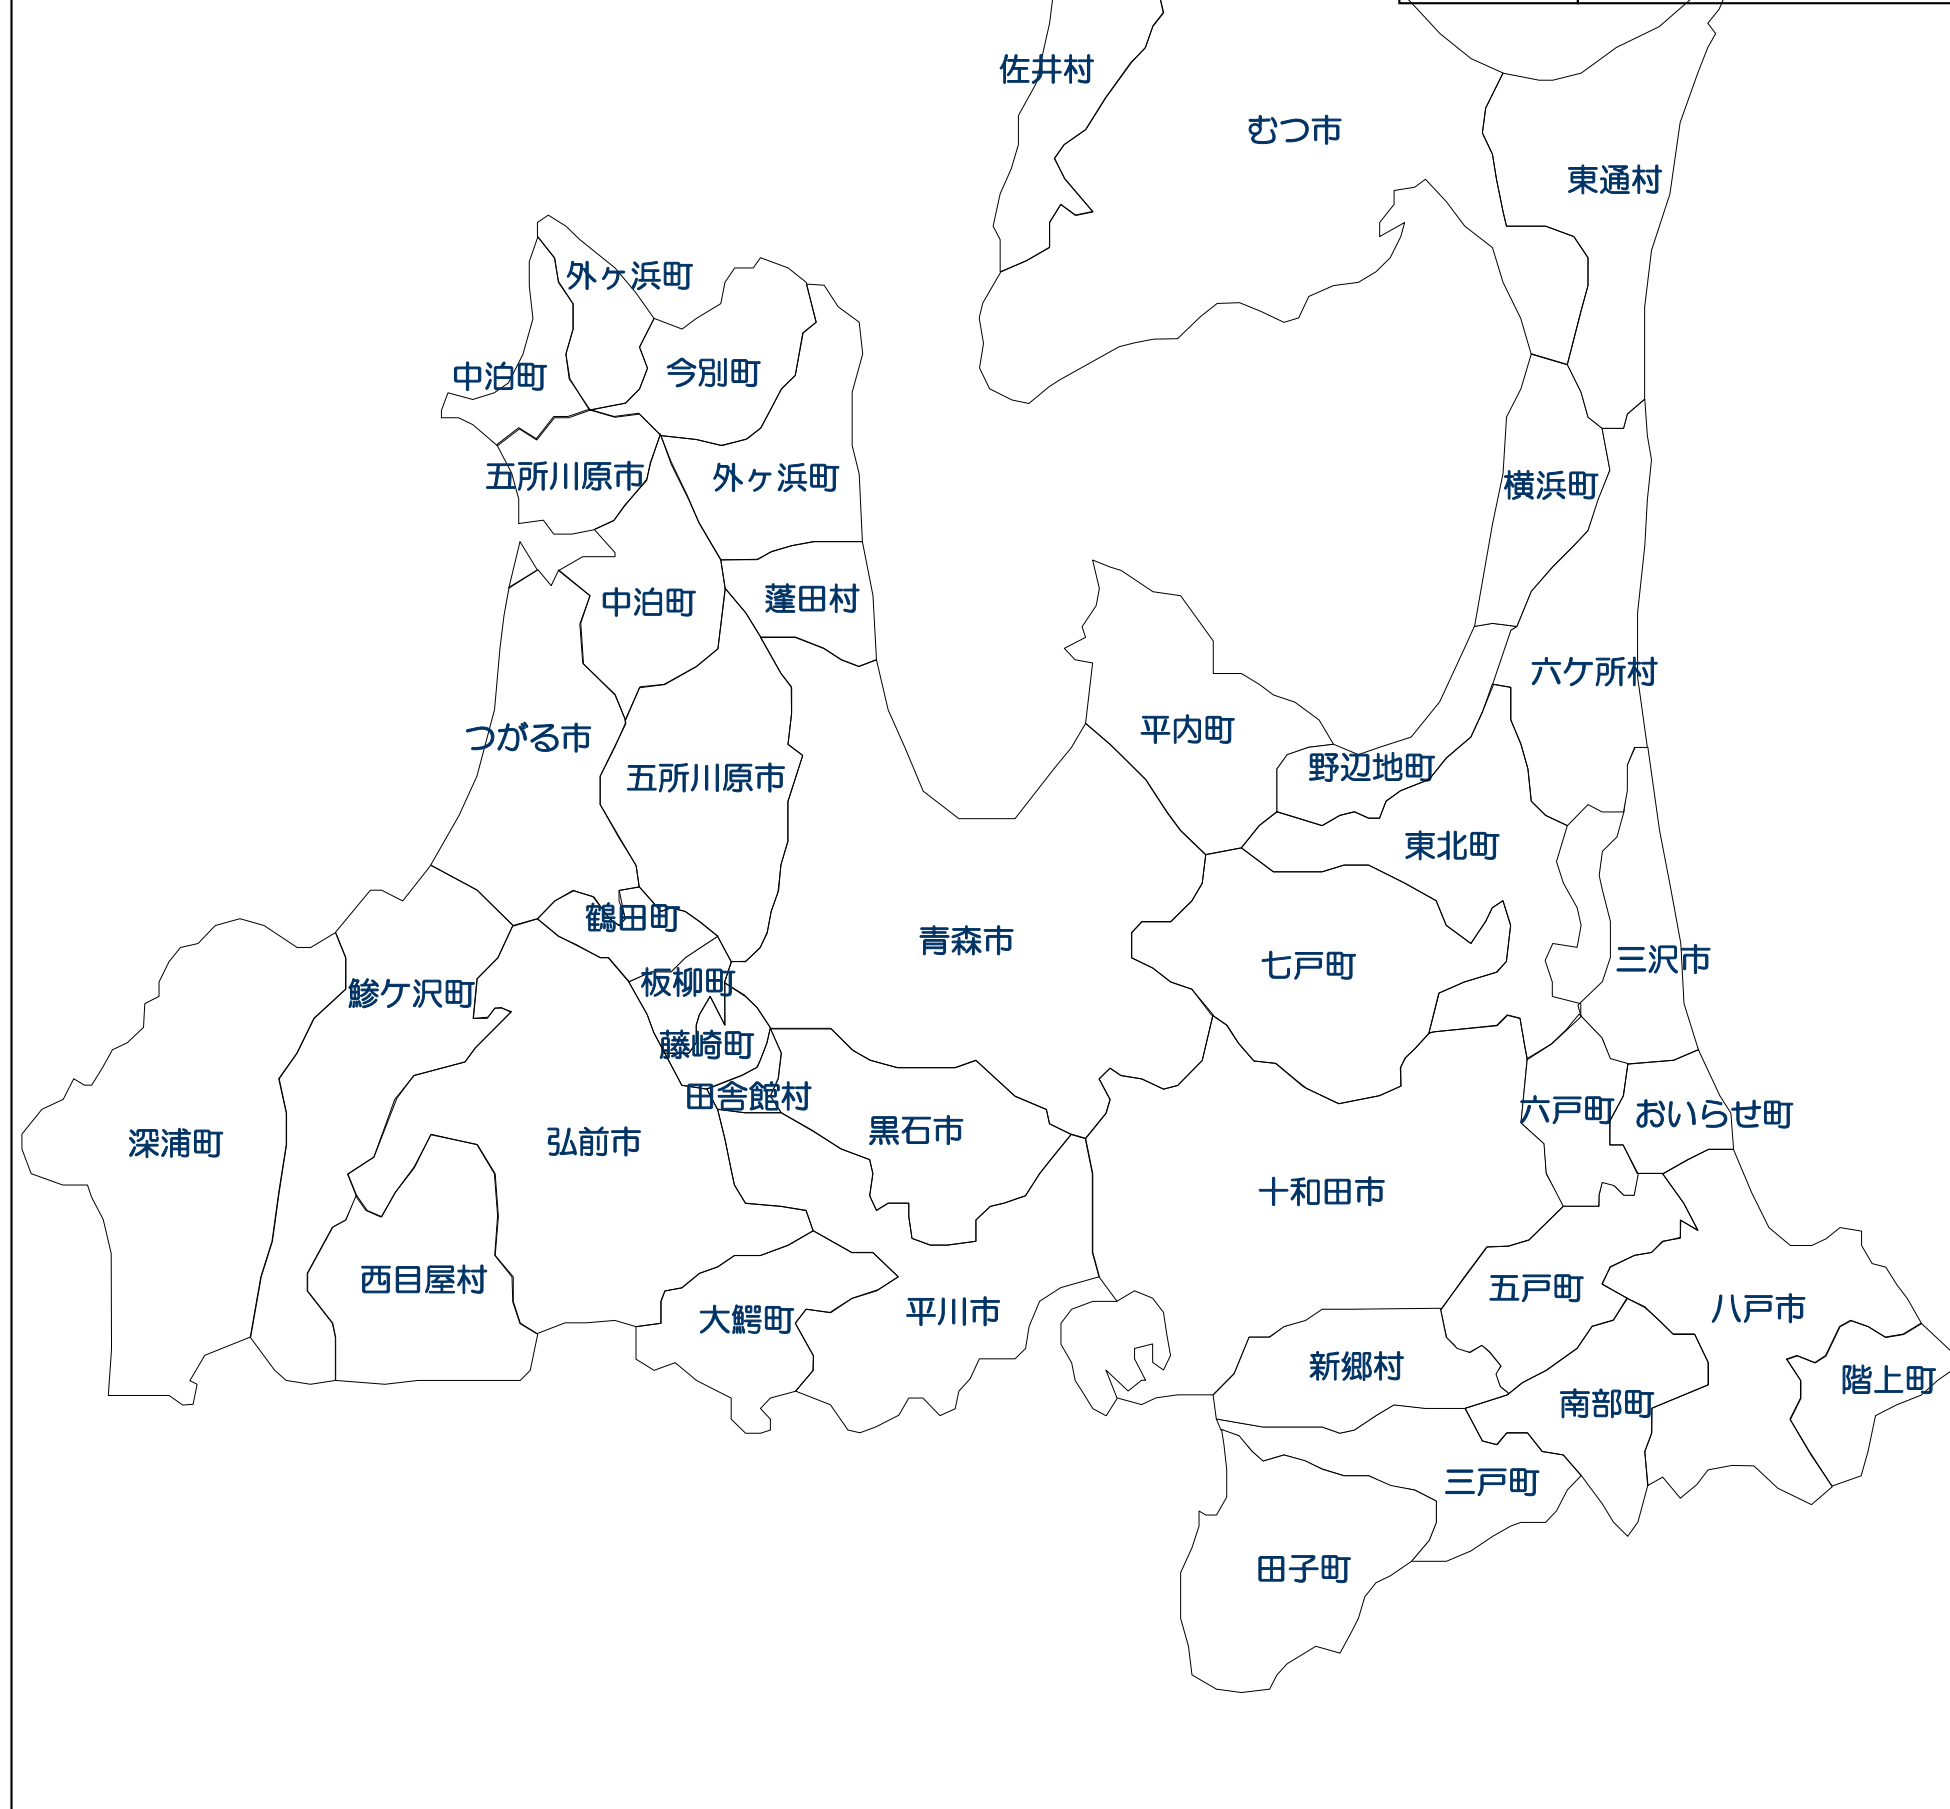 佐井村
むつ市
東通村
外ヶ浜町
中泊町
今別町
五所川原市
外ヶ浜町
横浜町
中泊町
蓬田村
六ケ所村
つがる市
平内町
五所川原市
野辺地町
東北町
鶴田町
青森市
七戸町
三沢市
板柳町
鰺ケ沢町
藤崎町
田舎館村
六戸町
おいらせ町
深浦町
弘前市
黒石市
十和田市
西目屋村
五戸町
大鰐町
平川市
八戸市
新郷村
階上町
南部町
三戸町
田子町